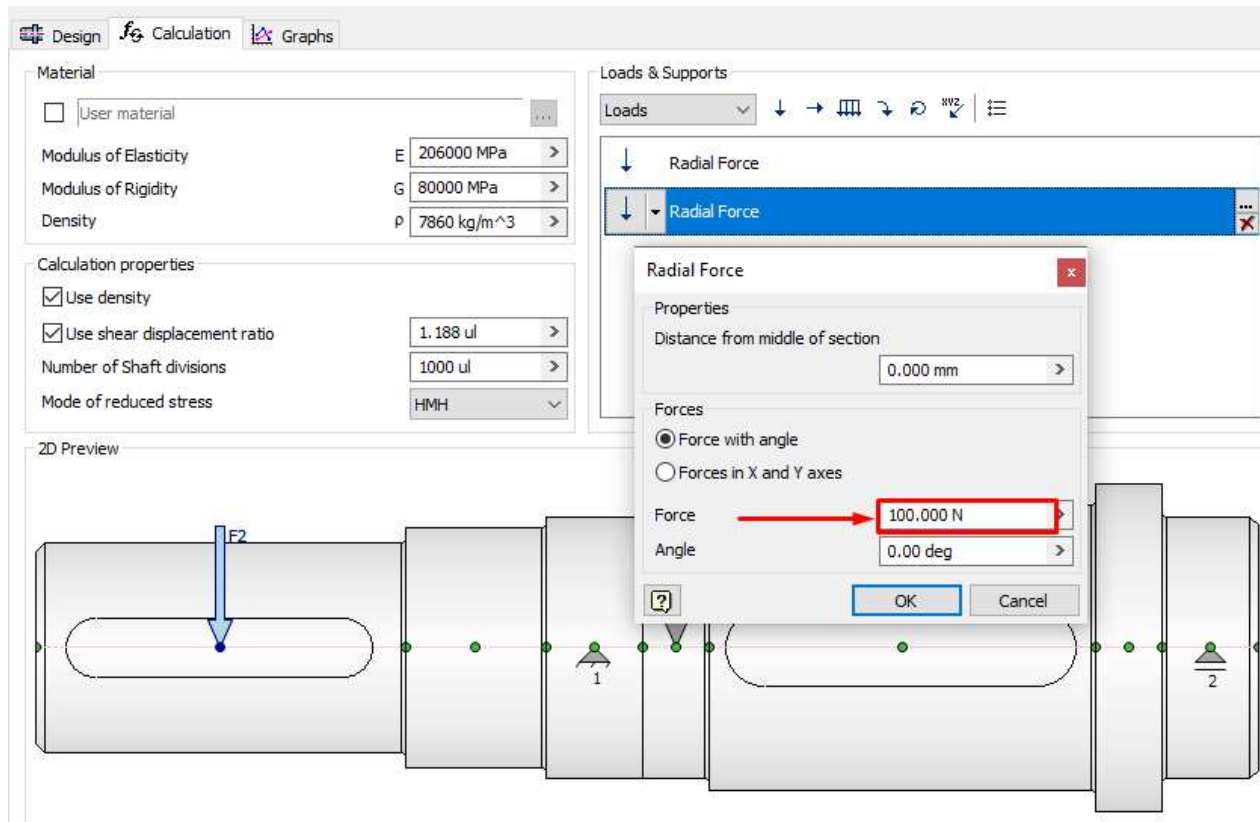 Design Calculation Graphs
Material
User material ...
Modulus of Elasticity E 206000 MPa >
Modulus of Rigidity G 80000 MPa >
Density ρ 7860 kg/m^3 >
Calculation properties
Use density
Use shear displacement ratio 1.188 ul >
Number of Shaft divisions 1000 ul >
Mode of reduced stress HMH
Loads & Supports
Loads XYZ
Radial Force
Radial Force ...
Radial Force x
Properties
Distance from middle of section
0.000 mm >
Forces
Force with angle
Forces in X and Y axes
Force 100.000 N
Angle 0.00 deg >
? OK Cancel
2D Preview
F2
1
2